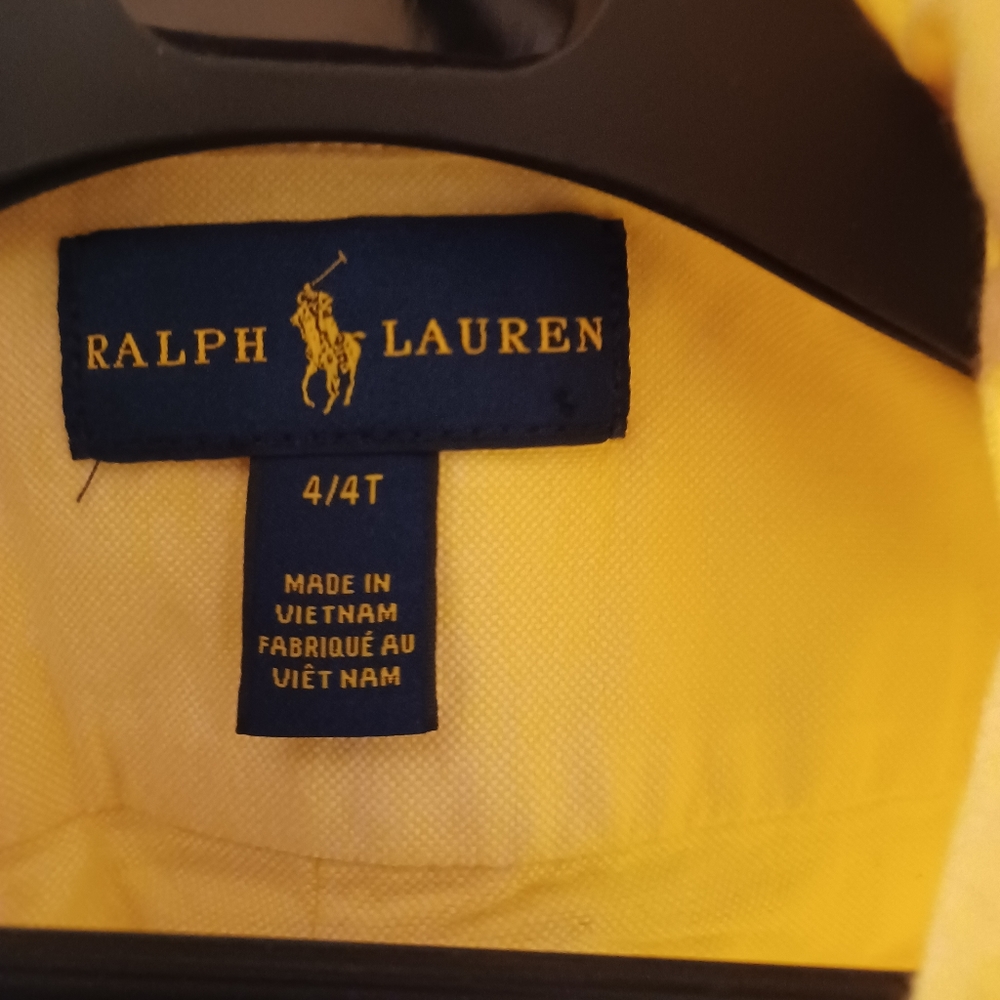 RALPH LAUREN
4/4T
MADE IN
VIETNAM
FABRIQUÉ AU
VIÊT NAM